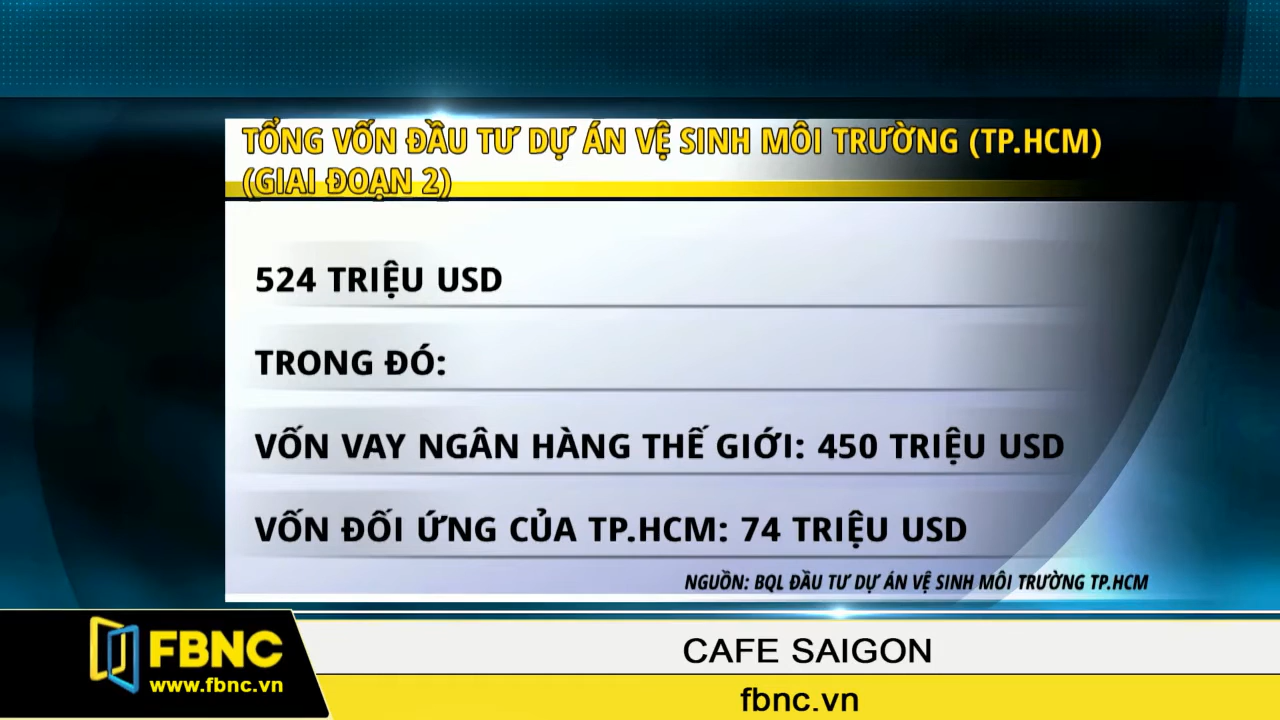 TỔNG VỐN ĐẦU TƯ DỰ ÁN VỆ SINH MÔI TRƯỜNG (TP.HCM)
(GIAI ĐOẠN 2)
524 TRIỆU USD
TRONG ĐÓ:
VỐN VAY NGÂN HÀNG THẾ GIỚI: 450 TRIỆU USD
VỐN ĐỐI ỨNG CỦA TP.HCM: 74 TRIỆU USD
NGUỒN: BQL ĐẦU TƯ DỰ ÁN VỆ SINH MÔI TRƯỜNG TP.HCM
FBNC
www.fbnc.vn
CAFE SAIGON
fbnc.vn